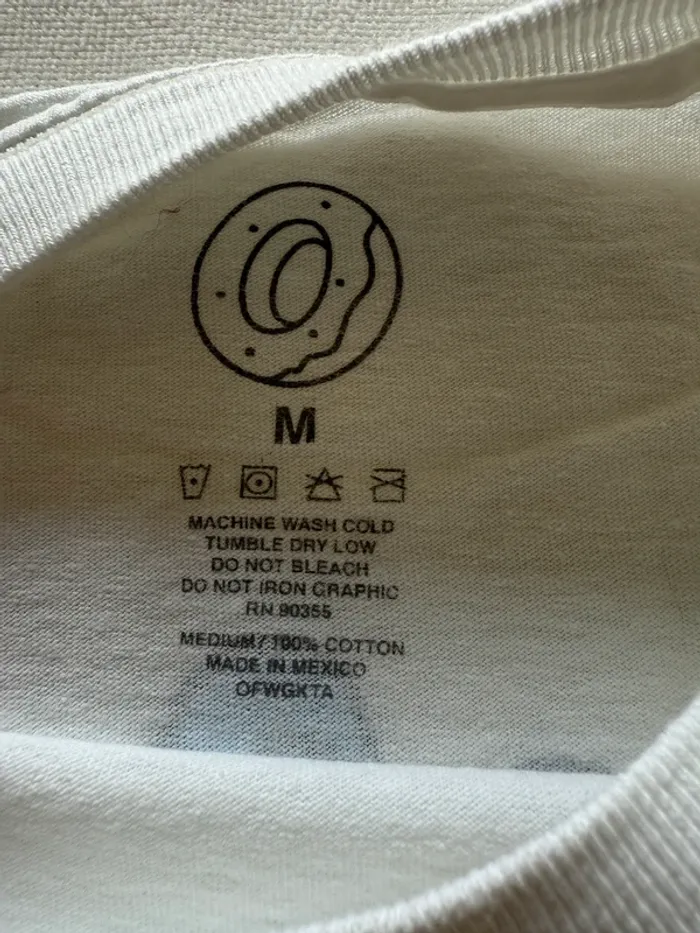 M
MACHINE WASH COLD
TUMBLE DRY LOW
DO NOT BLEACH
DO NOT IRON GRAPHIC
RN 90355
MEDIUM / 100% COTTON
MADE IN MEXICO
OFWGKTA